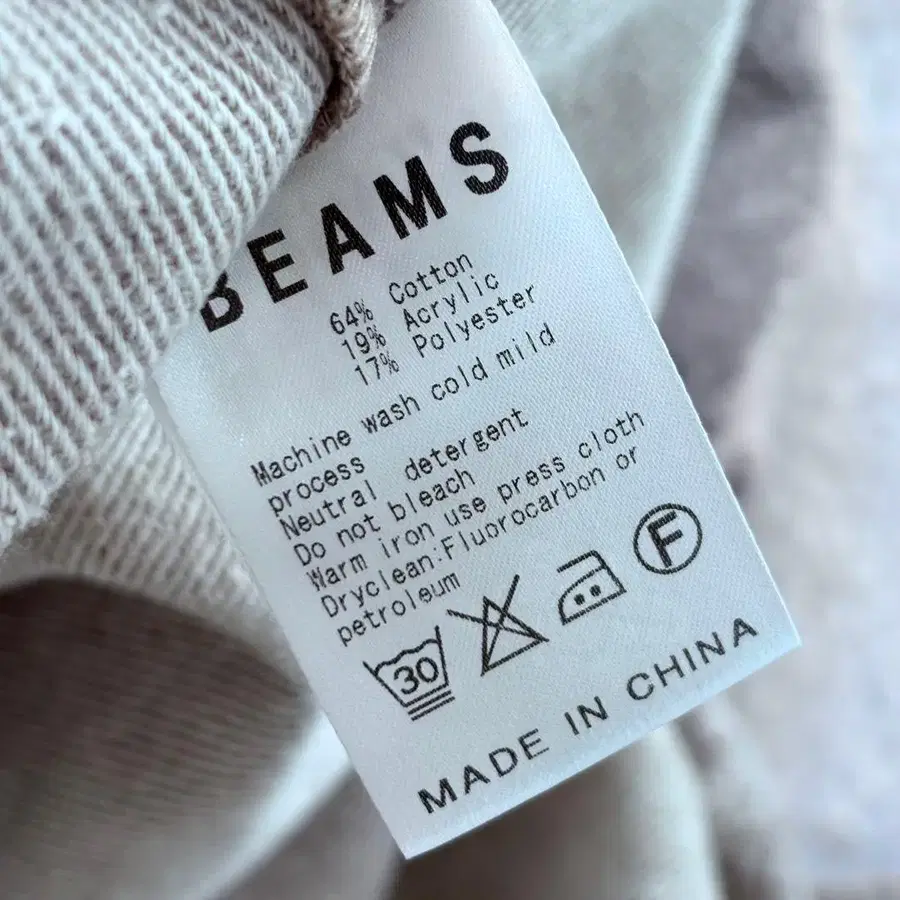 BEAMS
64% Cotton
19% Acrylic
17% Polyester
Machine wash cold mild
process
Neutral detergent
Do not bleach
Warm iron use press cloth
Dryclean:Fluorocarbon or
petroleum
30
F
MADE IN CHINA